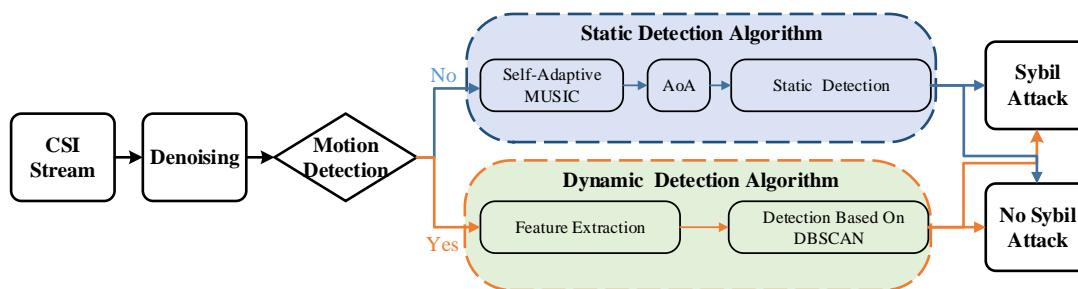 CSI
Stream
Denoising
Motion
Detection
No
Yes
Static Detection Algorithm
Self-Adaptive
MUSIC
AoA
Static Detection
Dynamic Detection Algorithm
Feature Extraction
Detection Based On
DBSCAN
Sybil
Attack
No Sybil
Attack